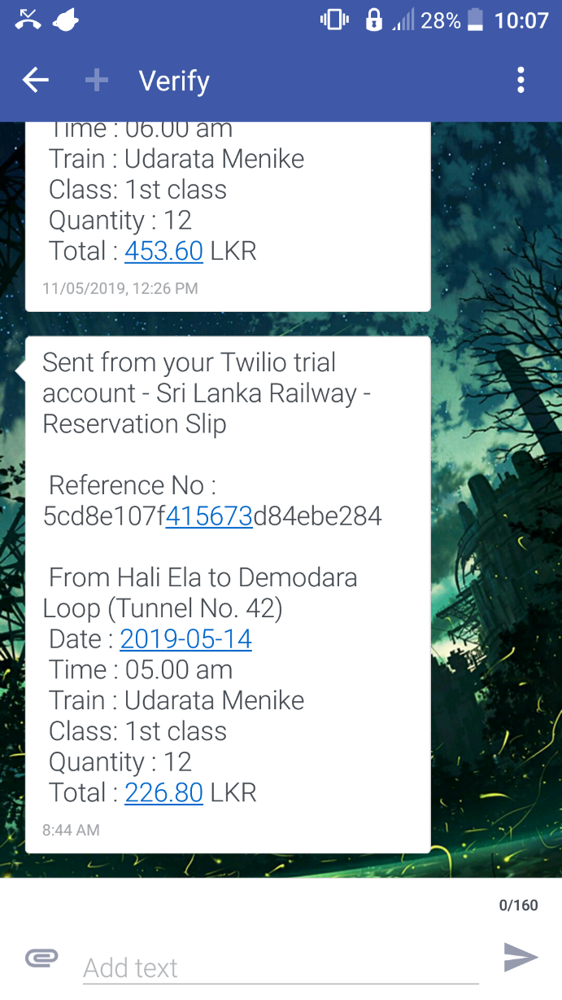 28% 10:07
Verify
Time : 06.00 am
Train : Udarata Menike
Class: 1st class
Quantity : 12
Total : 453.60 LKR
11/05/2019, 12:26 PM
Sent from your Twilio trial
account - Sri Lanka Railway -
Reservation Slip
Reference No :
5cd8e107f415673d84ebe284
From Hali Ela to Demodara
Loop (Tunnel No. 42)
Date : 2019-05-14
Time : 05.00 am
Train : Udarata Menike
Class: 1st class
Quantity : 12
Total : 226.80 LKR
8:44 AM
0/160
Add text